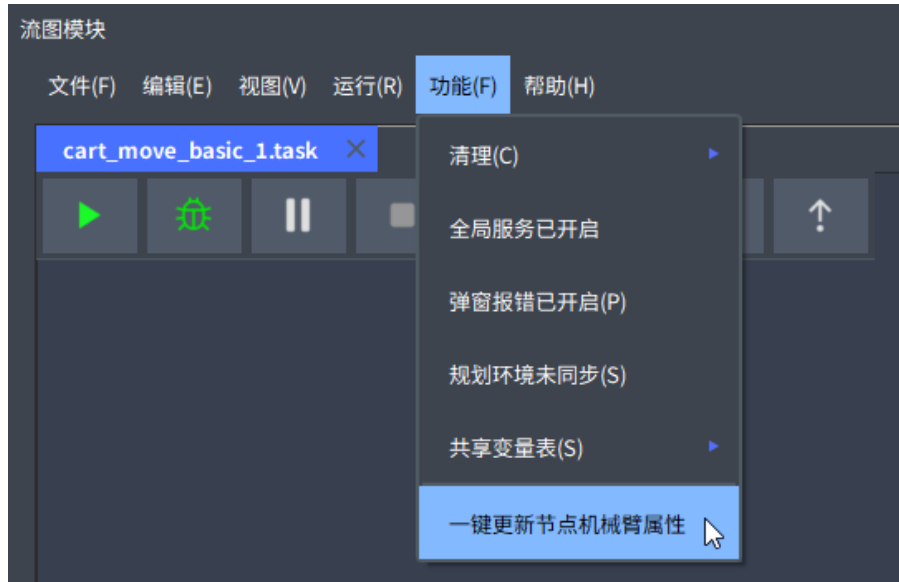 流图模块
文件(F) 编辑(E) 视图(V) 运行(R) 功能(F) 帮助(H)
cart_move_basic_1.task
清理(C)
全局服务已开启
弹窗报错已开启(P)
规划环境未同步(S)
共享变量表(S)
一键更新节点机械臂属性